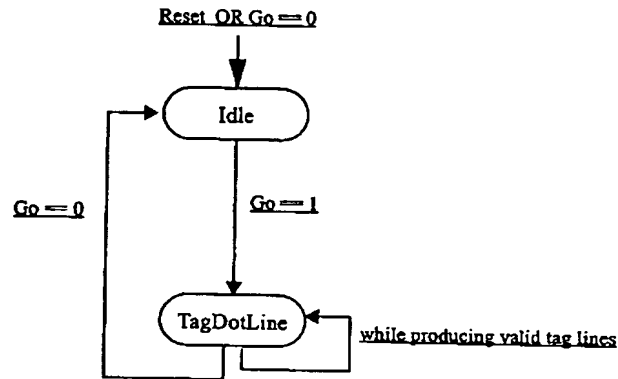 Reset OR Go == 0
Idle
Go == 0
Go == 1
TagDotLine
while producing valid tag lines